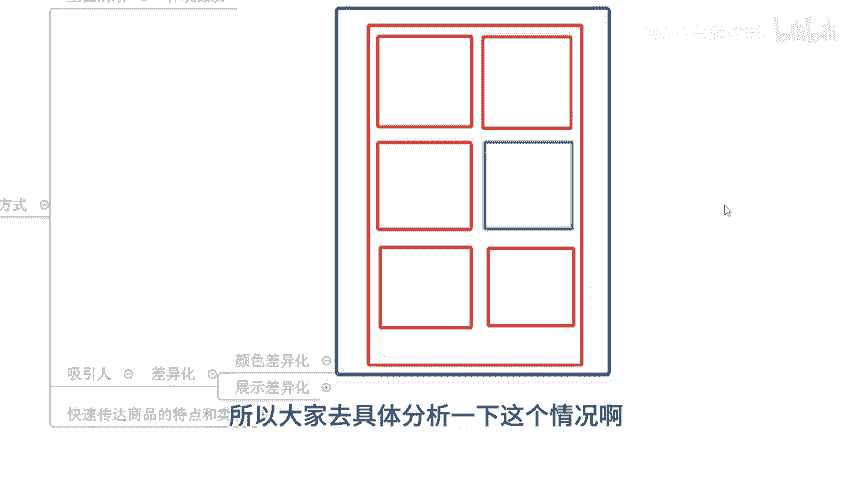 bilibili
方式
颜色差异化
吸引人 差异化
展示差异化
快速传达商品的特点和卖
所以大家去具体分析一下这个情况啊